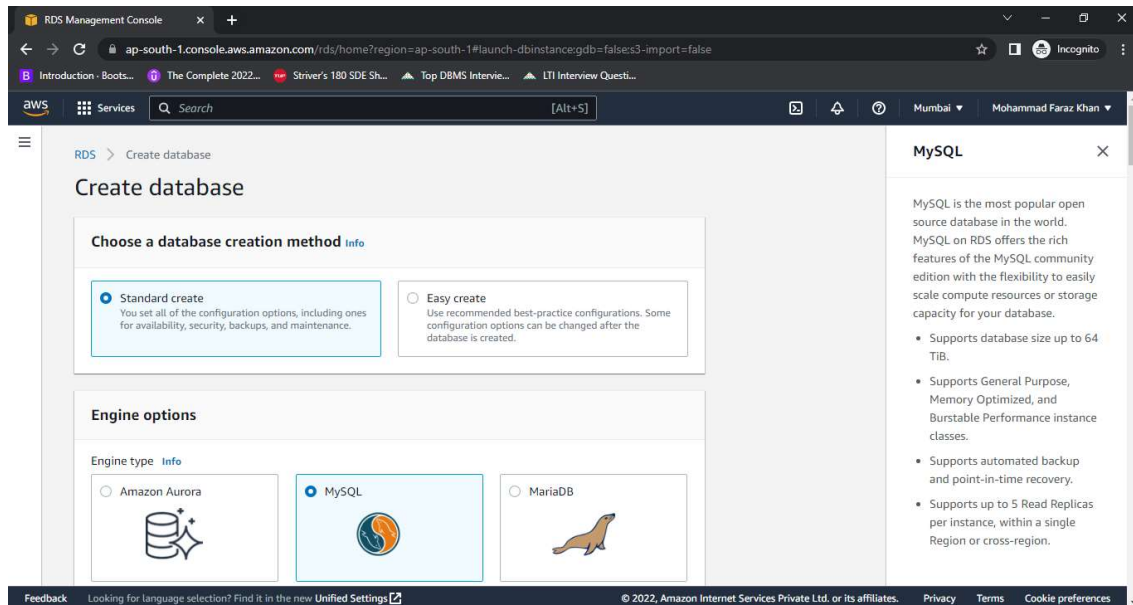 RDS Management Console
ap-south-1.console.aws.amazon.com/rds/home?region=ap-south-1#launch-dbinstance:gdb=false;s3-import=false
Incognito
B Introduction - Boots...
The Complete 2022...
Striver's 180 SDE Sh...
Top DBMS Intervie...
LTI Interview Questi...
aws
Services
Search
[Alt+S]
Mumbai
Mohammad Faraz Khan
RDS > Create database
Create database
Choose a database creation method Info
Standard create
You set all of the configuration options, including ones
for availability, security, backups, and maintenance.
Easy create
Use recommended best-practice configurations. Some
configuration options can be changed after the
database is created.
Engine options
Engine type Info
Amazon Aurora
MySQL
MariaDB
MySQL
MySQL is the most popular open
source database in the world.
MySQL on RDS offers the rich
features of the MySQL community
edition with the flexibility to easily
scale compute resources or storage
capacity for your database.
• Supports database size up to 64
TiB.
• Supports General Purpose,
Memory Optimized, and
Burstable Performance instance
classes.
• Supports automated backup
and point-in-time recovery.
• Supports up to 5 Read Replicas
per instance, within a single
Region or cross-region.
Feedback
Looking for language selection? Find it in the new Unified Settings
© 2022, Amazon Internet Services Private Ltd. or its affiliates.
Privacy
Terms
Cookie preferences